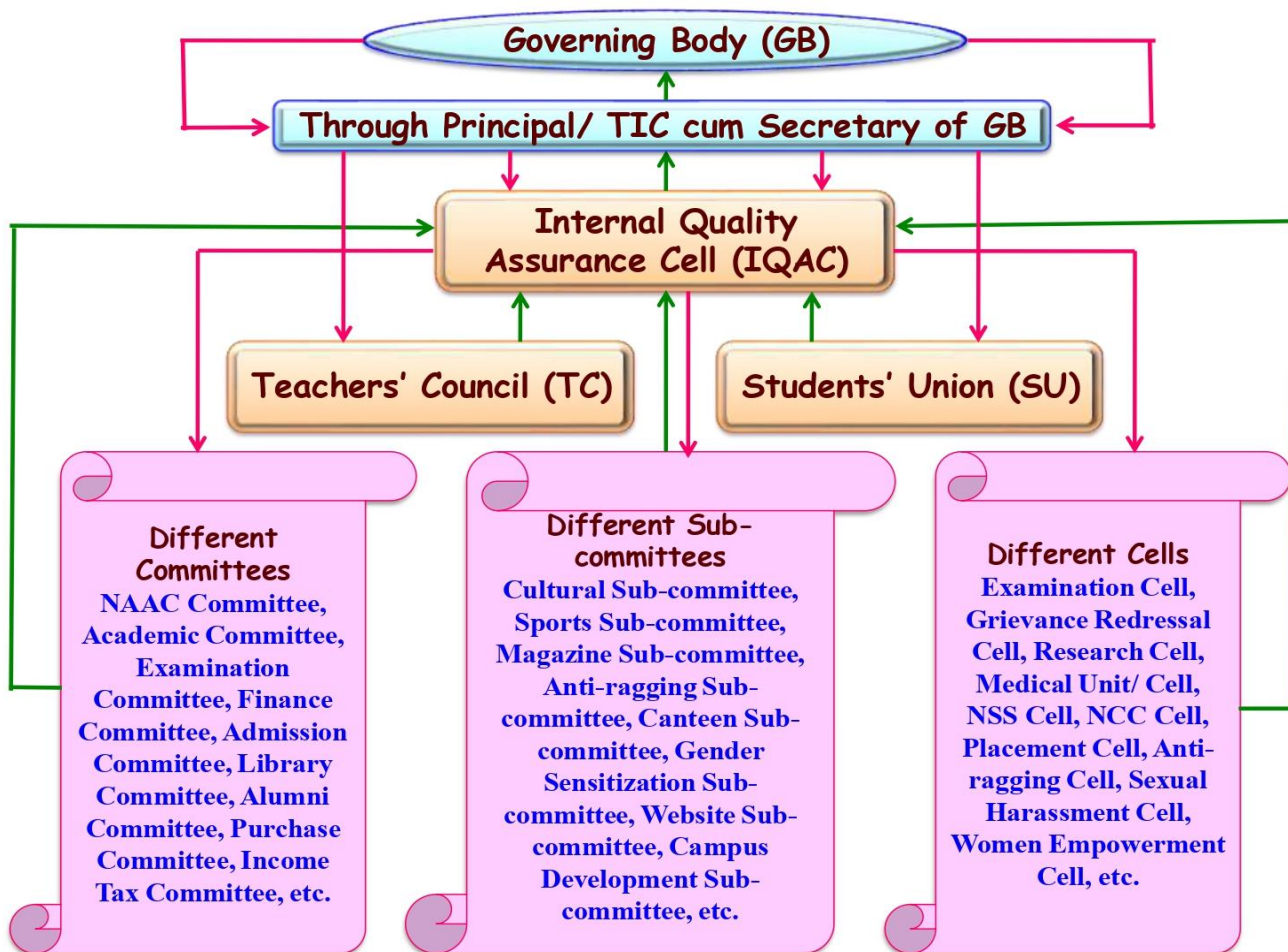 Governing Body (GB)
Through Principal/ TIC cum Secretary of GB
Internal Quality
Assurance Cell (IQAC)
Teachers’ Council (TC)
Students’ Union (SU)
Different
Committees
NAAC Committee,
Academic Committee,
Examination
Committee, Finance
Committee, Admission
Committee, Library
Committee, Alumni
Committee, Purchase
Committee, Income
Tax Committee, etc.
Different Sub-
committees
Cultural Sub-committee,
Sports Sub-committee,
Magazine Sub-committee,
Anti-ragging Sub-
committee, Canteen Sub-
committee, Gender
Sensitization Sub-
committee, Website Sub-
committee, Campus
Development Sub-
committee, etc.
Different Cells
Examination Cell,
Grievance Redressal
Cell, Research Cell,
Medical Unit/ Cell,
NSS Cell, NCC Cell,
Placement Cell, Anti-
ragging Cell, Sexual
Harassment Cell,
Women Empowerment
Cell, etc.